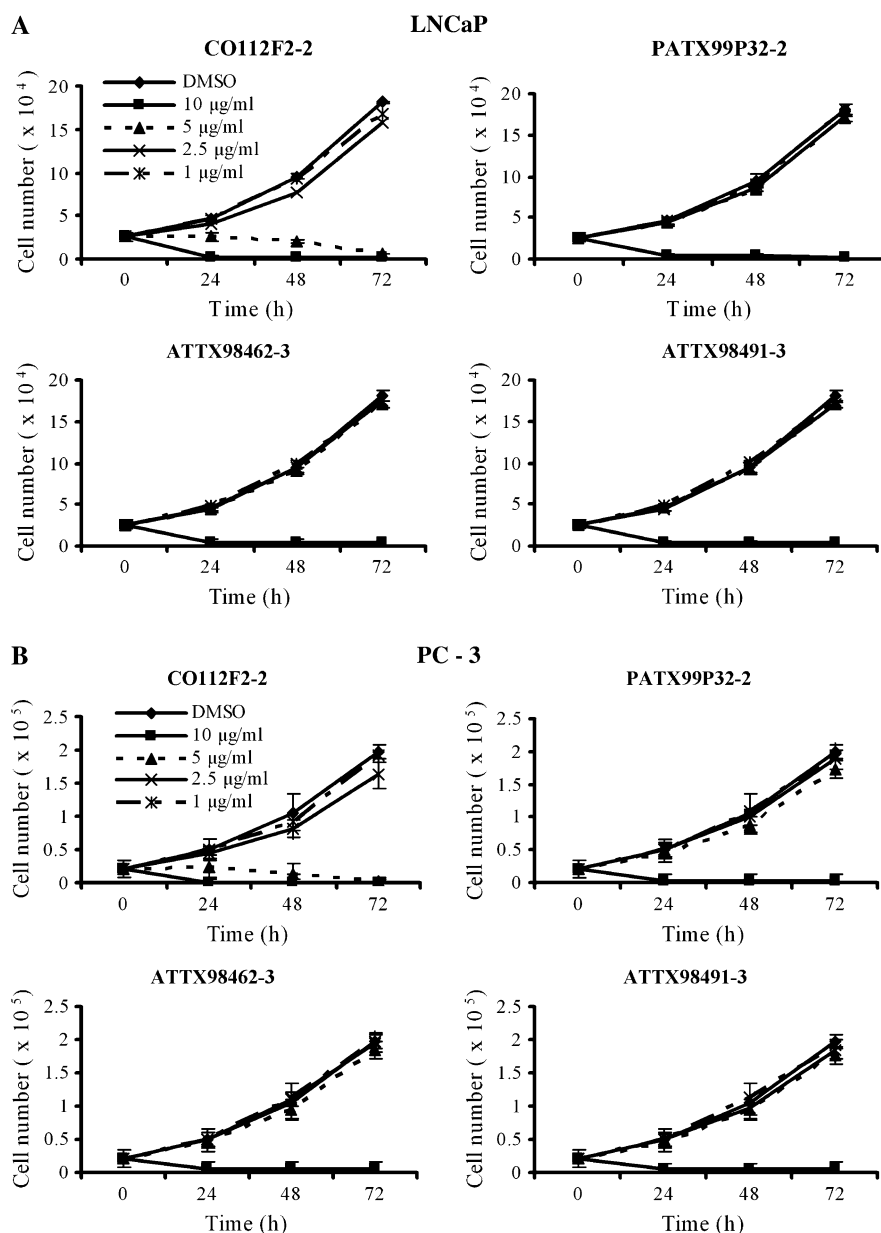 A
LNCaP
CO112F2-2
Cell number ( x 10⁴)
20
15
10
5
0
DMSO
10 µg/ml
5 µg/ml
2.5 µg/ml
1 µg/ml
0 24 48 72
Time (h)
PATX99P32-2
Cell number ( x 10⁴)
20
15
10
5
0
0 24 48 72
Time (h)
ATTX98462-3
Cell number ( x 10⁴)
20
15
10
5
0
0 24 48 72
Time (h)
ATTX98491-3
Cell number ( x 10⁴)
20
15
10
5
0
0 24 48 72
Time (h)
B
PC - 3
CO112F2-2
Cell number ( x 10⁵)
2.5
2
1.5
1
0.5
0
DMSO
10 µg/ml
5 µg/ml
2.5 µg/ml
1 µg/ml
0 24 48 72
Time (h)
PATX99P32-2
Cell number ( x 10⁵)
2.5
2
1.5
1
0.5
0
0 24 48 72
Time (h)
ATTX98462-3
Cell number ( x 10⁵)
2.5
2
1.5
1
0.5
0
0 24 48 72
Time (h)
ATTX98491-3
Cell number ( x 10⁵)
2.5
2
1.5
1
0.5
0
0 24 48 72
Time (h)